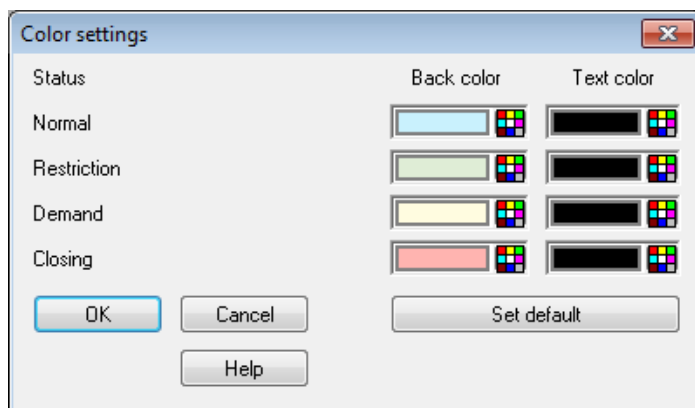 Color settings
Status Back color Text color
Normal
Restriction
Demand
Closing
OK Cancel Set default
Help